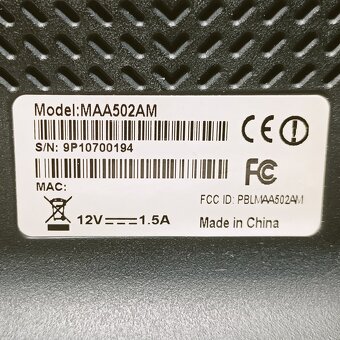 Model:MAA502AM
S/N: 9P10700194
MAC:
FCC ID: PBLMAA502AM
12V 1.5A
Made in China